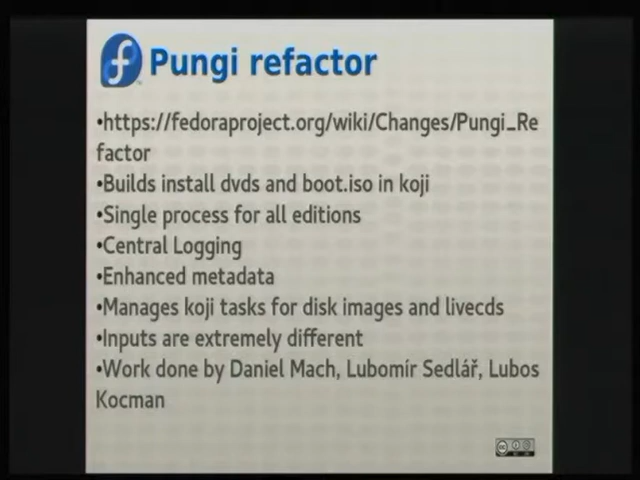 Pungi refactor
•https://fedoraproject.org/wiki/Changes/Pungi_Re
factor
•Builds install dvds and boot.iso in koji
•Single process for all editions
•Central Logging
•Enhanced metadata
•Manages koji tasks for disk images and livecds
•Inputs are extremely different
•Work done by Daniel Mach, Lubomír Sedlář, Lubos
Kocman